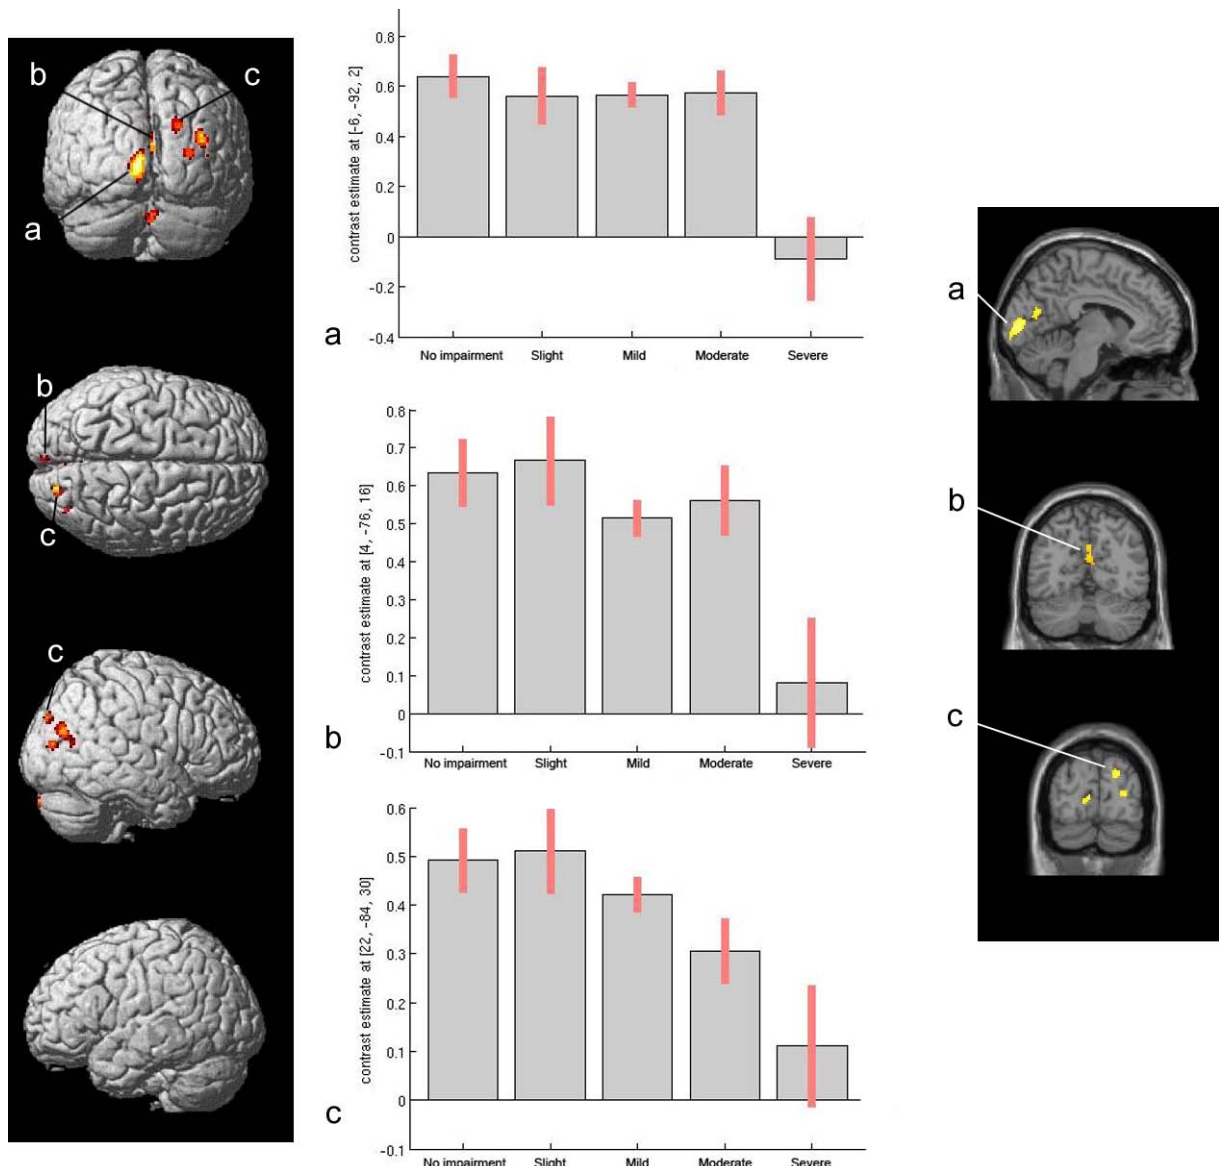 b
c
a
b
c
c
0.8
0.6
0.4
0.2
0
-0.2
-0.4
contrast estimate at [-6, -92, 2]
a
No impairment Slight Mild Moderate Severe
0.8
0.7
0.6
0.5
0.4
0.3
0.2
0.1
0
-0.1
contrast estimate at [4, -76, 16]
b
No impairment Slight Mild Moderate Severe
0.6
0.5
0.4
0.3
0.2
0.1
0
-0.1
contrast estimate at [22, -84, 30]
c
No impairment Slight Mild Moderate Severe
a
b
c